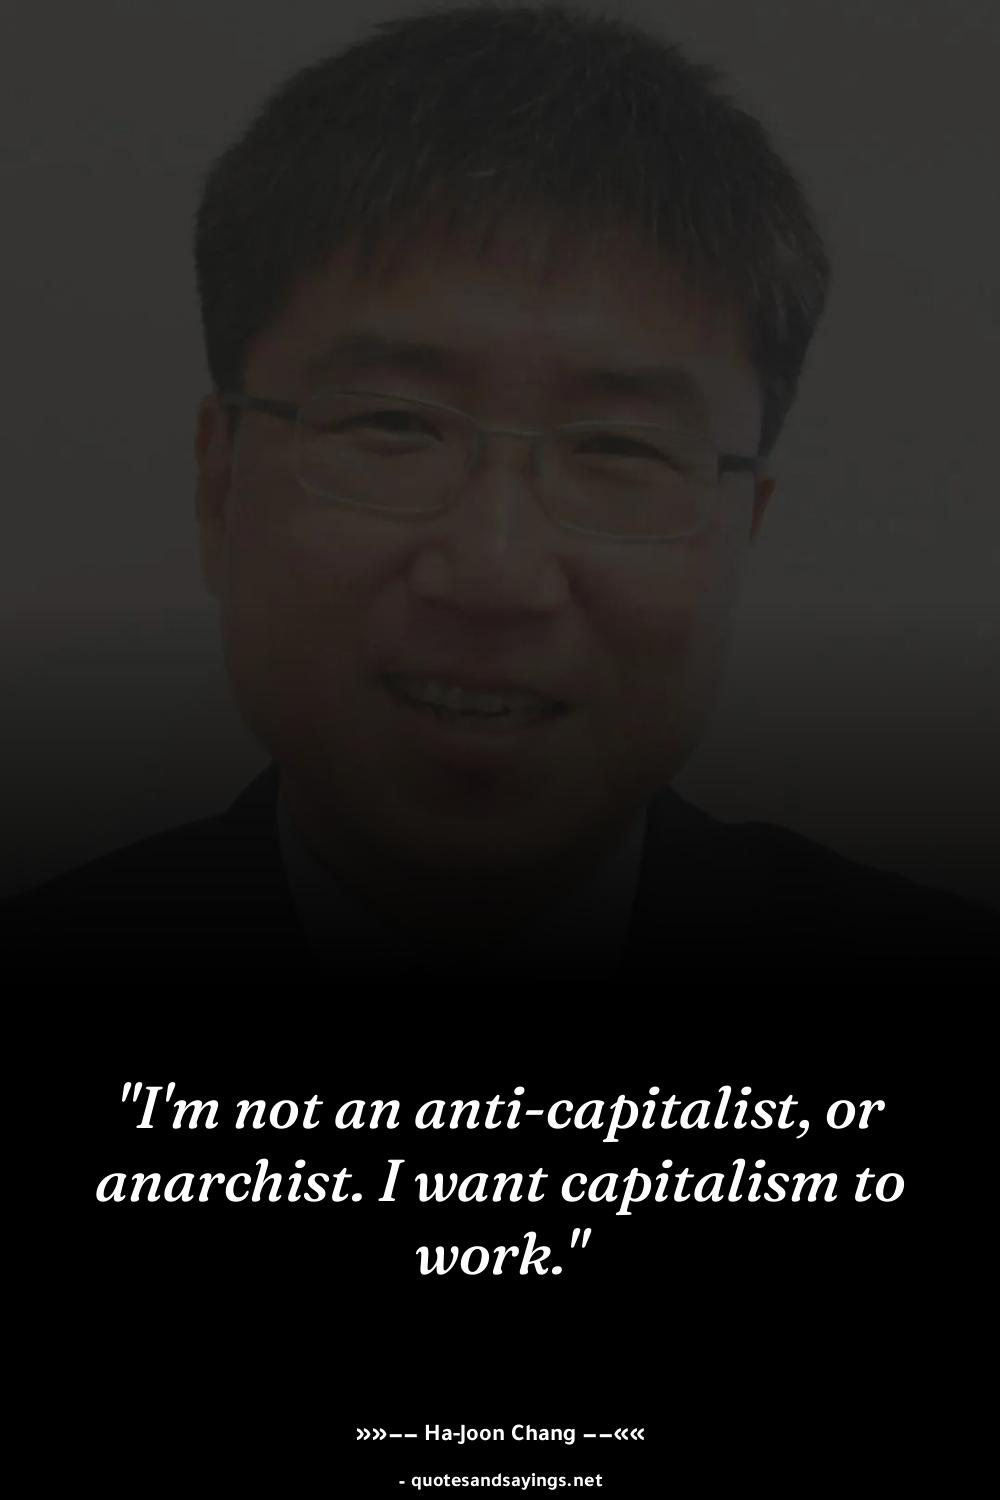 "I'm not an anti-capitalist, or
anarchist. I want capitalism to
work."
»»−− Ha-Joon Chang −−««
- quotesandsayings.net